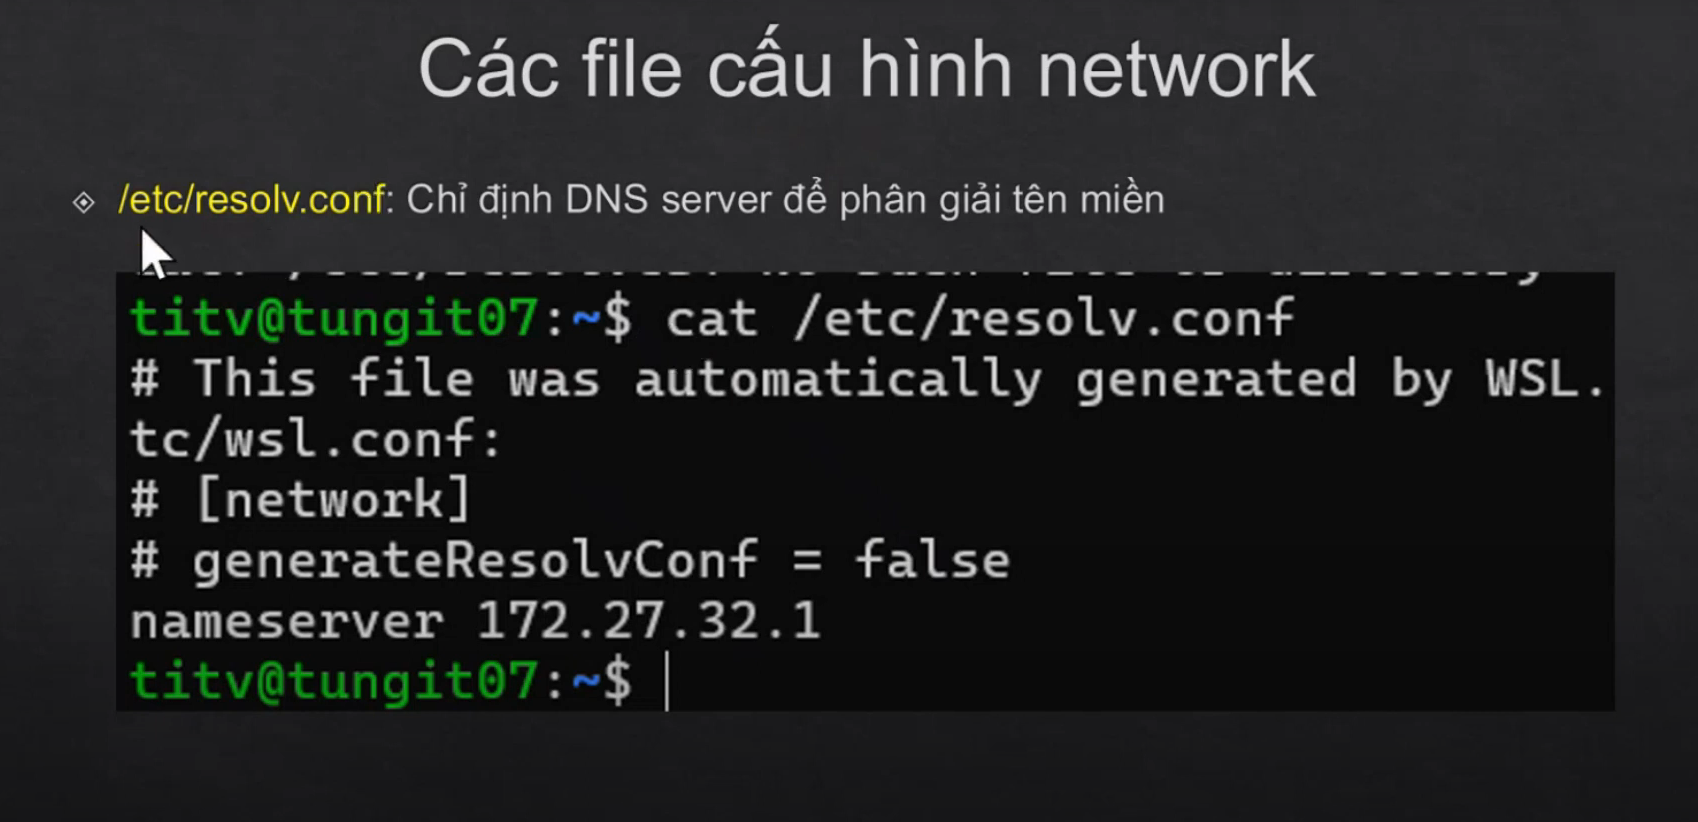 Các file cấu hình network
/etc/resolv.conf: Chỉ định DNS server để phân giải tên miền
titv@tungit07:~$ cat /etc/resolv.conf
# This file was automatically generated by WSL.
tc/wsl.conf:
# [network]
# generateResolvConf = false
nameserver 172.27.32.1
titv@tungit07:~$